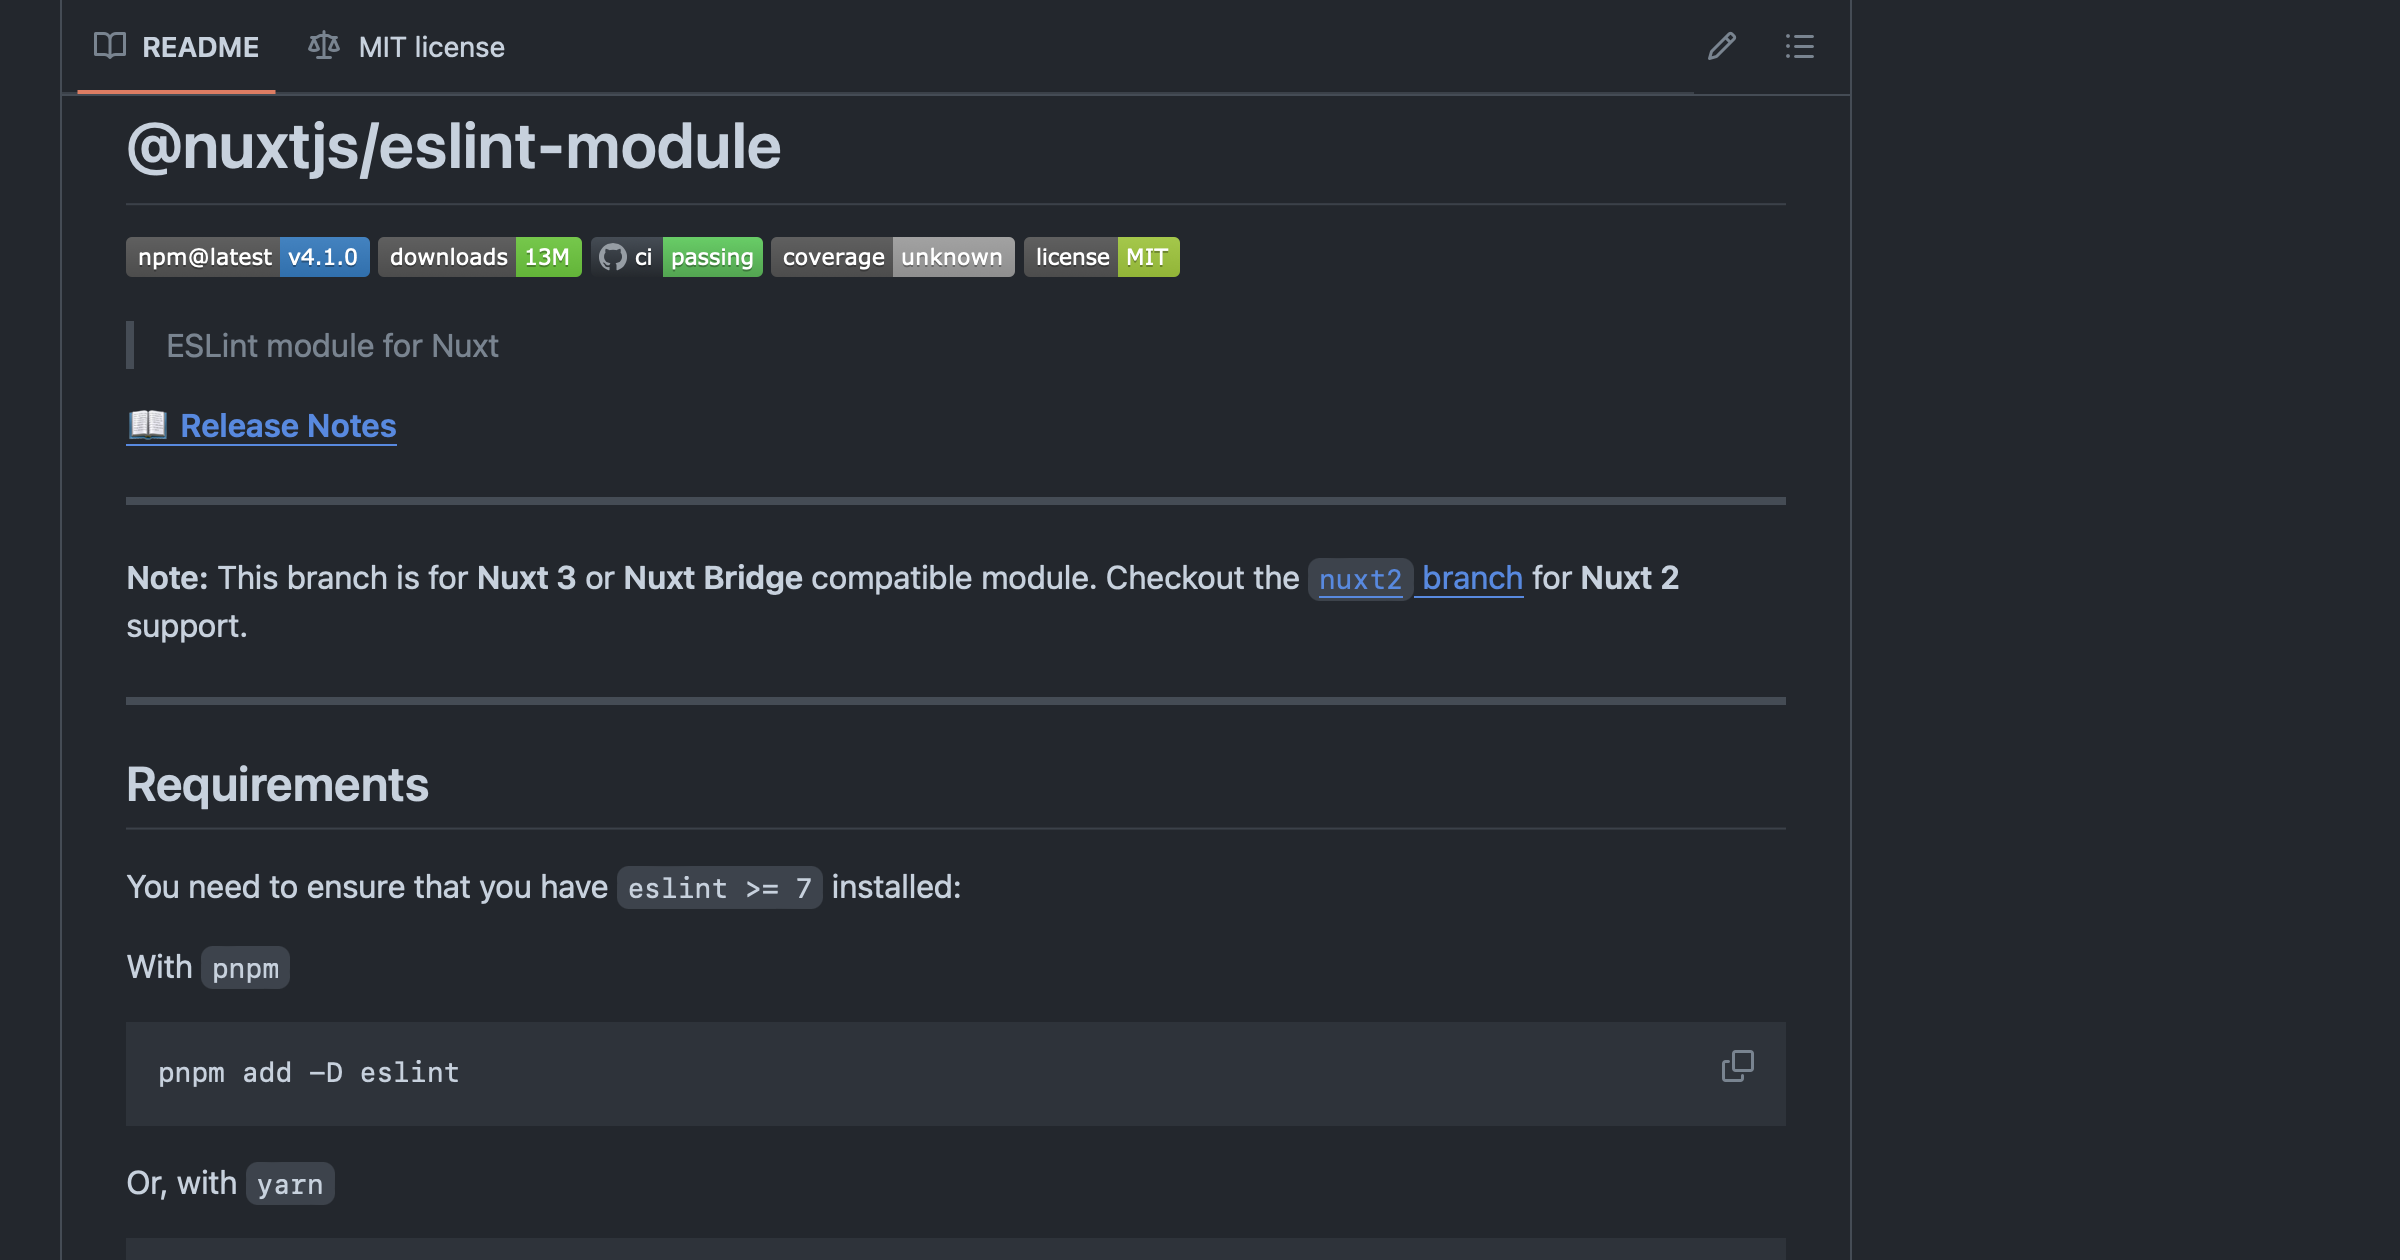 README MIT license
@nuxtjs/eslint-module
npm@latest v4.1.0 downloads 13M ci passing coverage unknown license MIT
ESLint module for Nuxt
📖 Release Notes
Note: This branch is for Nuxt 3 or Nuxt Bridge compatible module. Checkout the nuxt2 branch for Nuxt 2
support.
Requirements
You need to ensure that you have eslint >= 7 installed:
With pnpm
pnpm add -D eslint
Or, with yarn